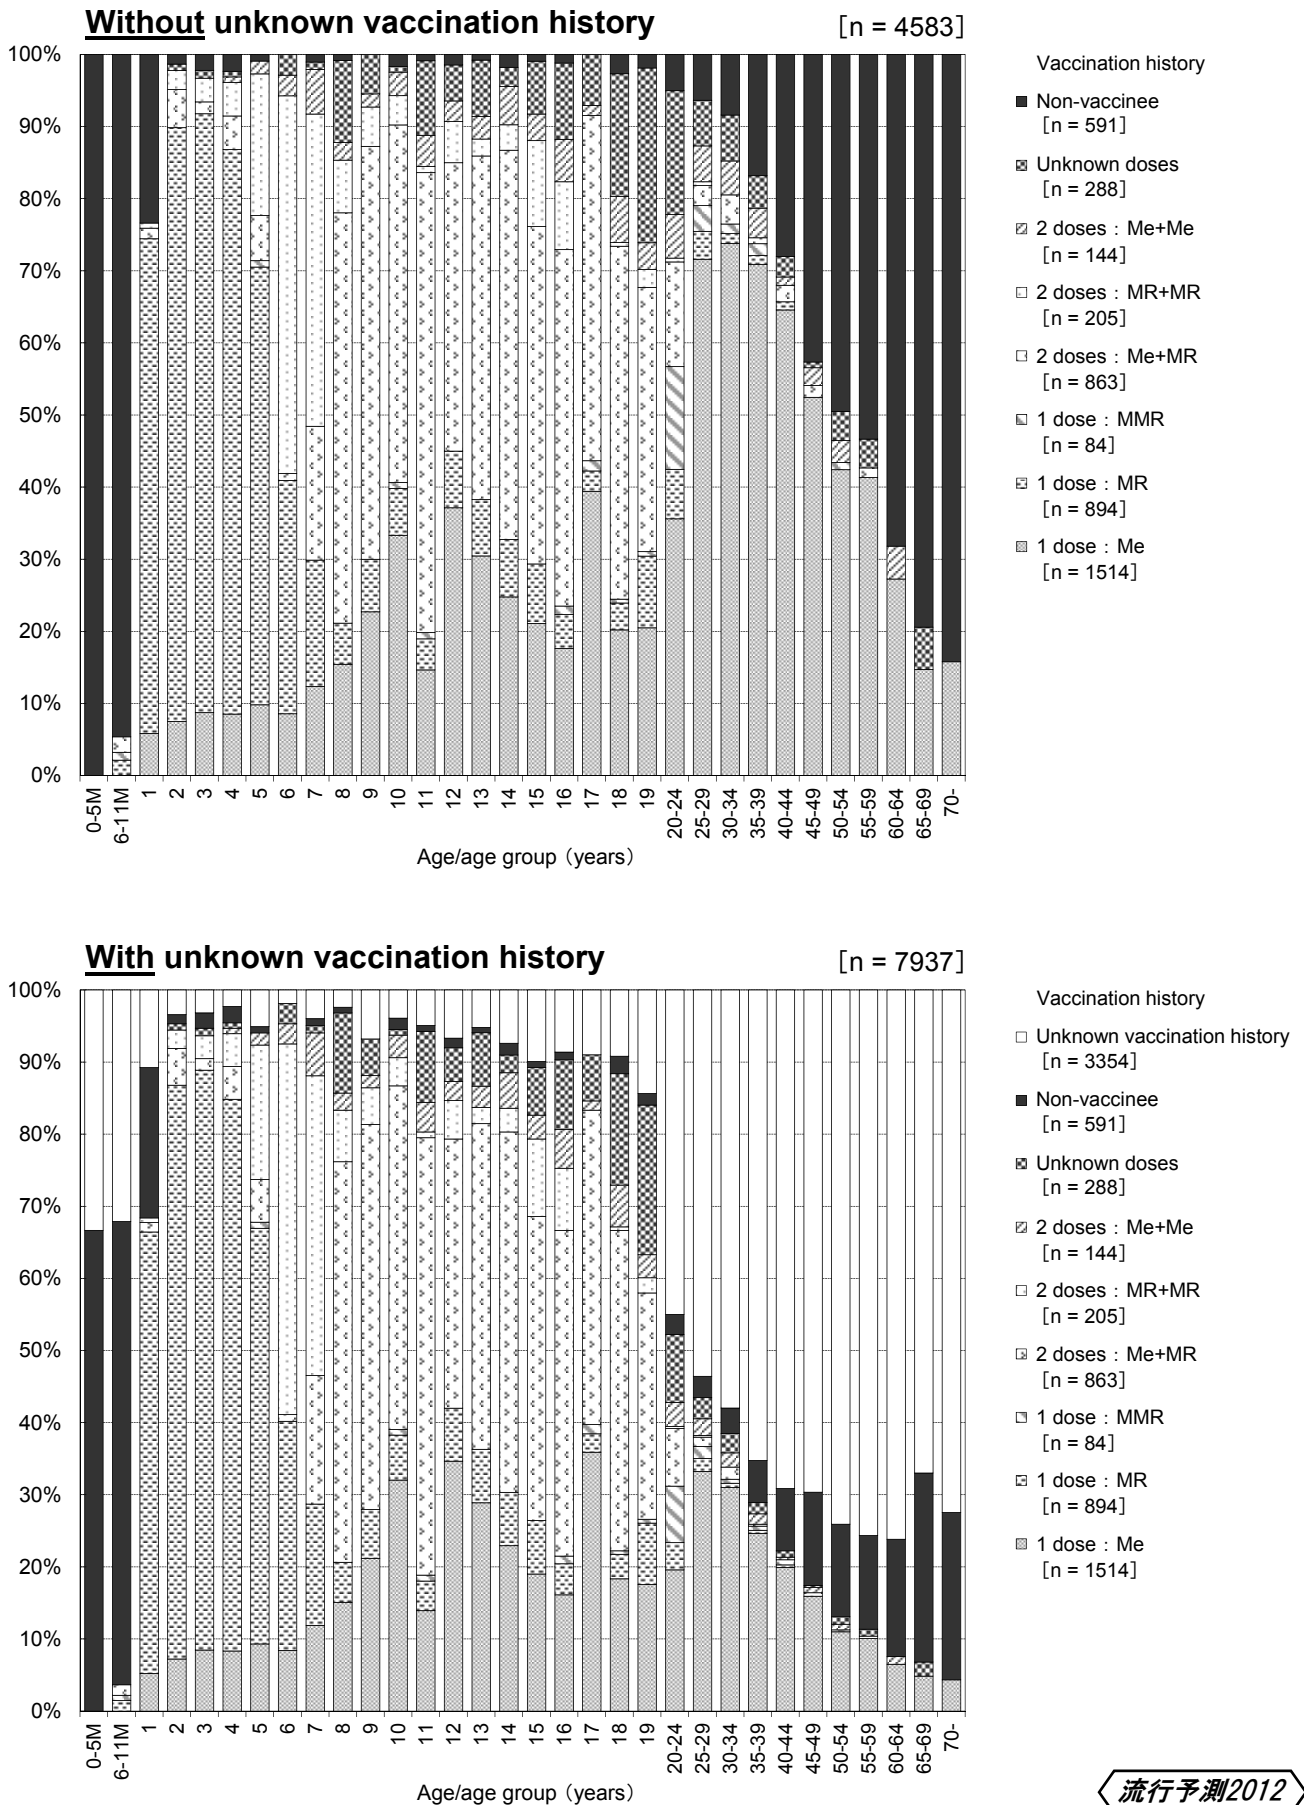 Without unknown vaccination history [n = 4583]
100%
90%
80%
70%
60%
50%
40%
30%
20%
10%
0%
0-5M 6-11M 1 2 3 4 5 6 7 8 9 10 11 12 13 14 15 16 17 18 19 20-24 25-29 30-34 35-39 40-44 45-49 50-54 55-59 60-64 65-69 70-
Age/age group (years)
Vaccination history
Non-vaccinee
[n = 591]
Unknown doses
[n = 288]
2 doses : Me+Me
[n = 144]
2 doses : MR+MR
[n = 205]
2 doses : Me+MR
[n = 863]
1 dose : MMR
[n = 84]
1 dose : MR
[n = 894]
1 dose : Me
[n = 1514]
With unknown vaccination history [n = 7937]
100%
90%
80%
70%
60%
50%
40%
30%
20%
10%
0%
0-5M 6-11M 1 2 3 4 5 6 7 8 9 10 11 12 13 14 15 16 17 18 19 20-24 25-29 30-34 35-39 40-44 45-49 50-54 55-59 60-64 65-69 70-
Age/age group (years)
Vaccination history
Unknown vaccination history
[n = 3354]
Non-vaccinee
[n = 591]
Unknown doses
[n = 288]
2 doses : Me+Me
[n = 144]
2 doses : MR+MR
[n = 205]
2 doses : Me+MR
[n = 863]
1 dose : MMR
[n = 84]
1 dose : MR
[n = 894]
1 dose : Me
[n = 1514]
流行予測2012